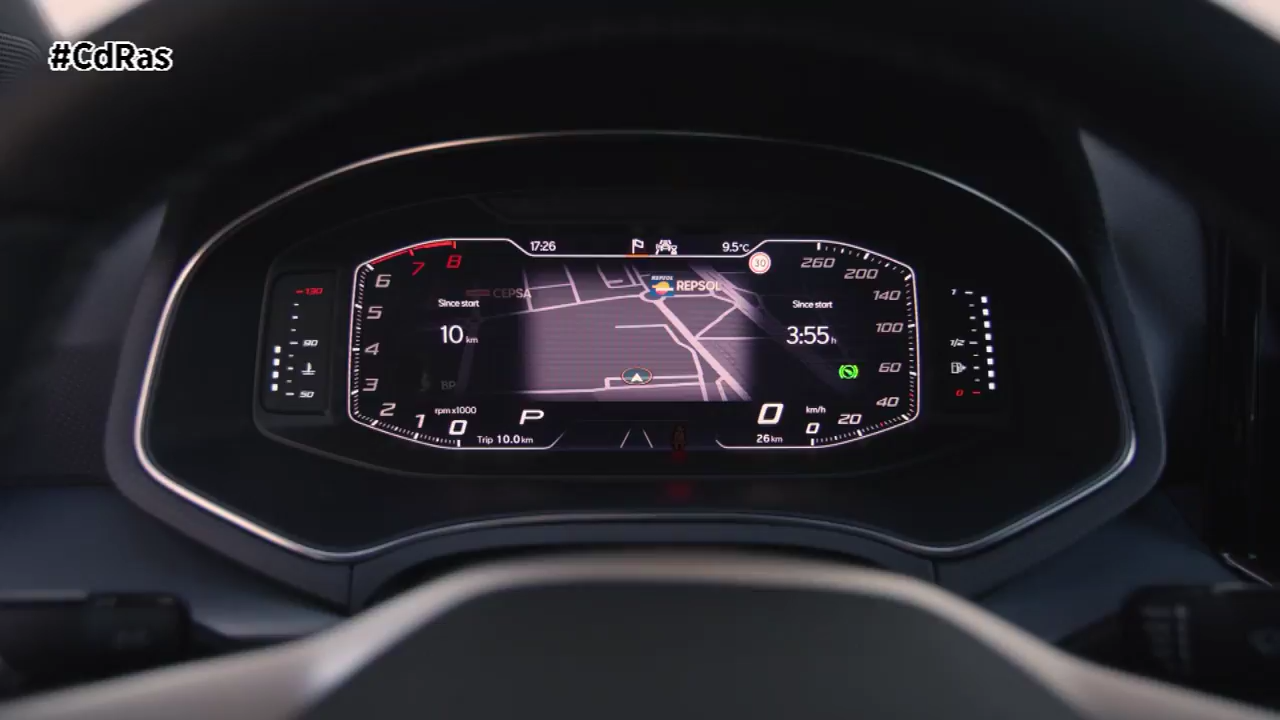 #CdRas
17:26
9.5°C
30
7
8
6
5
4
3
2
1
260
200
140
100
60
40
20
0
130
90
50
1
1/2
0
REPSOL
REPSOL
CEPSA
BP
Since start
10 km
Since start
3:55 h
rpm x1000
0
P
0
km/h
Trip 10.0 km
26 km